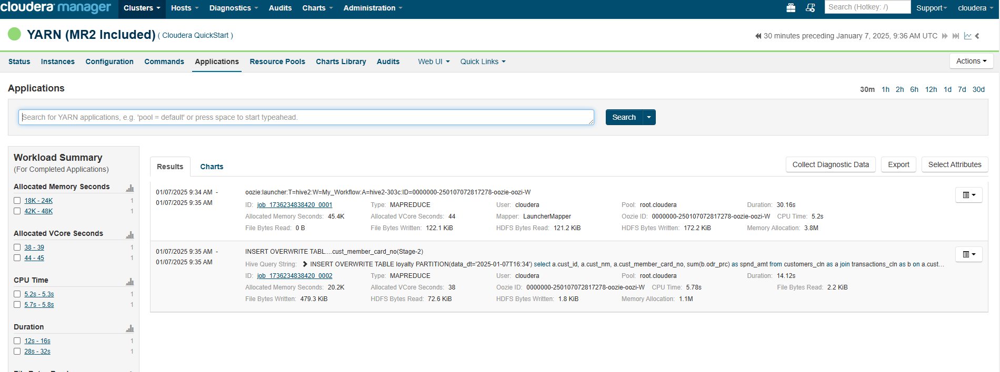 cloudera manager Clusters Hosts Diagnostics Audits Charts Administration Search (Hotkey: /) Support cloudera
YARN (MR2 Included) ( Cloudera QuickStart ) 30 minutes preceding January 7, 2025, 9:36 AM UTC
Status Instances Configuration Commands Applications Resource Pools Charts Library Audits Web UI Quick Links Actions
Applications
30m 1h 2h 6h 12h 1d 7d 30d
Search for YARN applications, e.g. 'pool = default' or press space to start typeahead. Search
Workload Summary
(For Completed Applications)
Allocated Memory Seconds
18K - 24K 1
42K - 48K 1
Allocated VCore Seconds
38 - 39 1
44 - 45 1
CPU Time
5.2s - 5.3s 1
5.7s - 5.8s 1
Duration
12s - 16s 1
28s - 32s 1
Results Charts Collect Diagnostic Data Export Select Attributes
01/07/2025 9:34 AM -
01/07/2025 9:35 AM
oozie:launcher:T=hive2:W=My_Workflow:A=hive2-303c:ID=0000000-250107072817278-oozie-oozi-W
ID: job_1736234838420_0001 Type: MAPREDUCE User: cloudera Pool: root.cloudera Duration: 30.16s
Allocated Memory Seconds: 45.4K Allocated VCore Seconds: 44 Mapper: LauncherMapper Oozie ID: 0000000-250107072817278-oozie-oozi-W CPU Time: 5.2s
File Bytes Read: 0 B File Bytes Written: 122.1 KiB HDFS Bytes Read: 121.2 KiB HDFS Bytes Written: 172.2 KiB Memory Allocation: 3.8M
01/07/2025 9:35 AM -
01/07/2025 9:35 AM
INSERT OVERWRITE TABL....cust_member_card_no(Stage-2)
Hive Query String: INSERT OVERWRITE TABLE loyalty PARTITION(data_dt='2025-01-07T16:34') select a.cust_id, a.cust_nm, a.cust_member_card_no, sum(b.odr_prc) as spnd_amt from customers_cln as a join transactions_cln as b on a.cust...
ID: job_1736234838420_0002 Type: MAPREDUCE User: cloudera Pool: root.cloudera Duration: 14.12s
Allocated Memory Seconds: 20.2K Allocated VCore Seconds: 38 Oozie ID: 0000000-250107072817278-oozie-oozi-W CPU Time: 5.78s File Bytes Read: 2.2 KiB
File Bytes Written: 479.3 KiB HDFS Bytes Read: 72.6 KiB HDFS Bytes Written: 1.8 KiB Memory Allocation: 1.1M